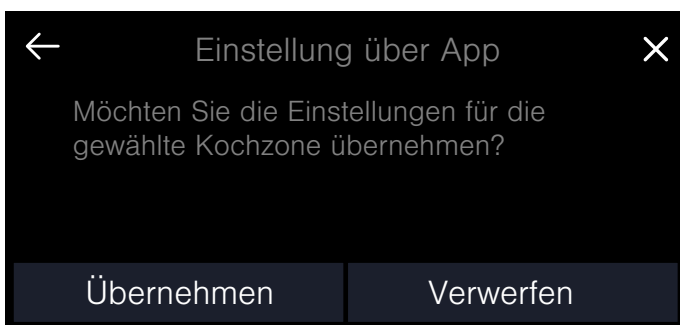 Einstellung über App
Möchten Sie die Einstellungen für die
gewählte Kochzone übernehmen?
Übernehmen
Verwerfen